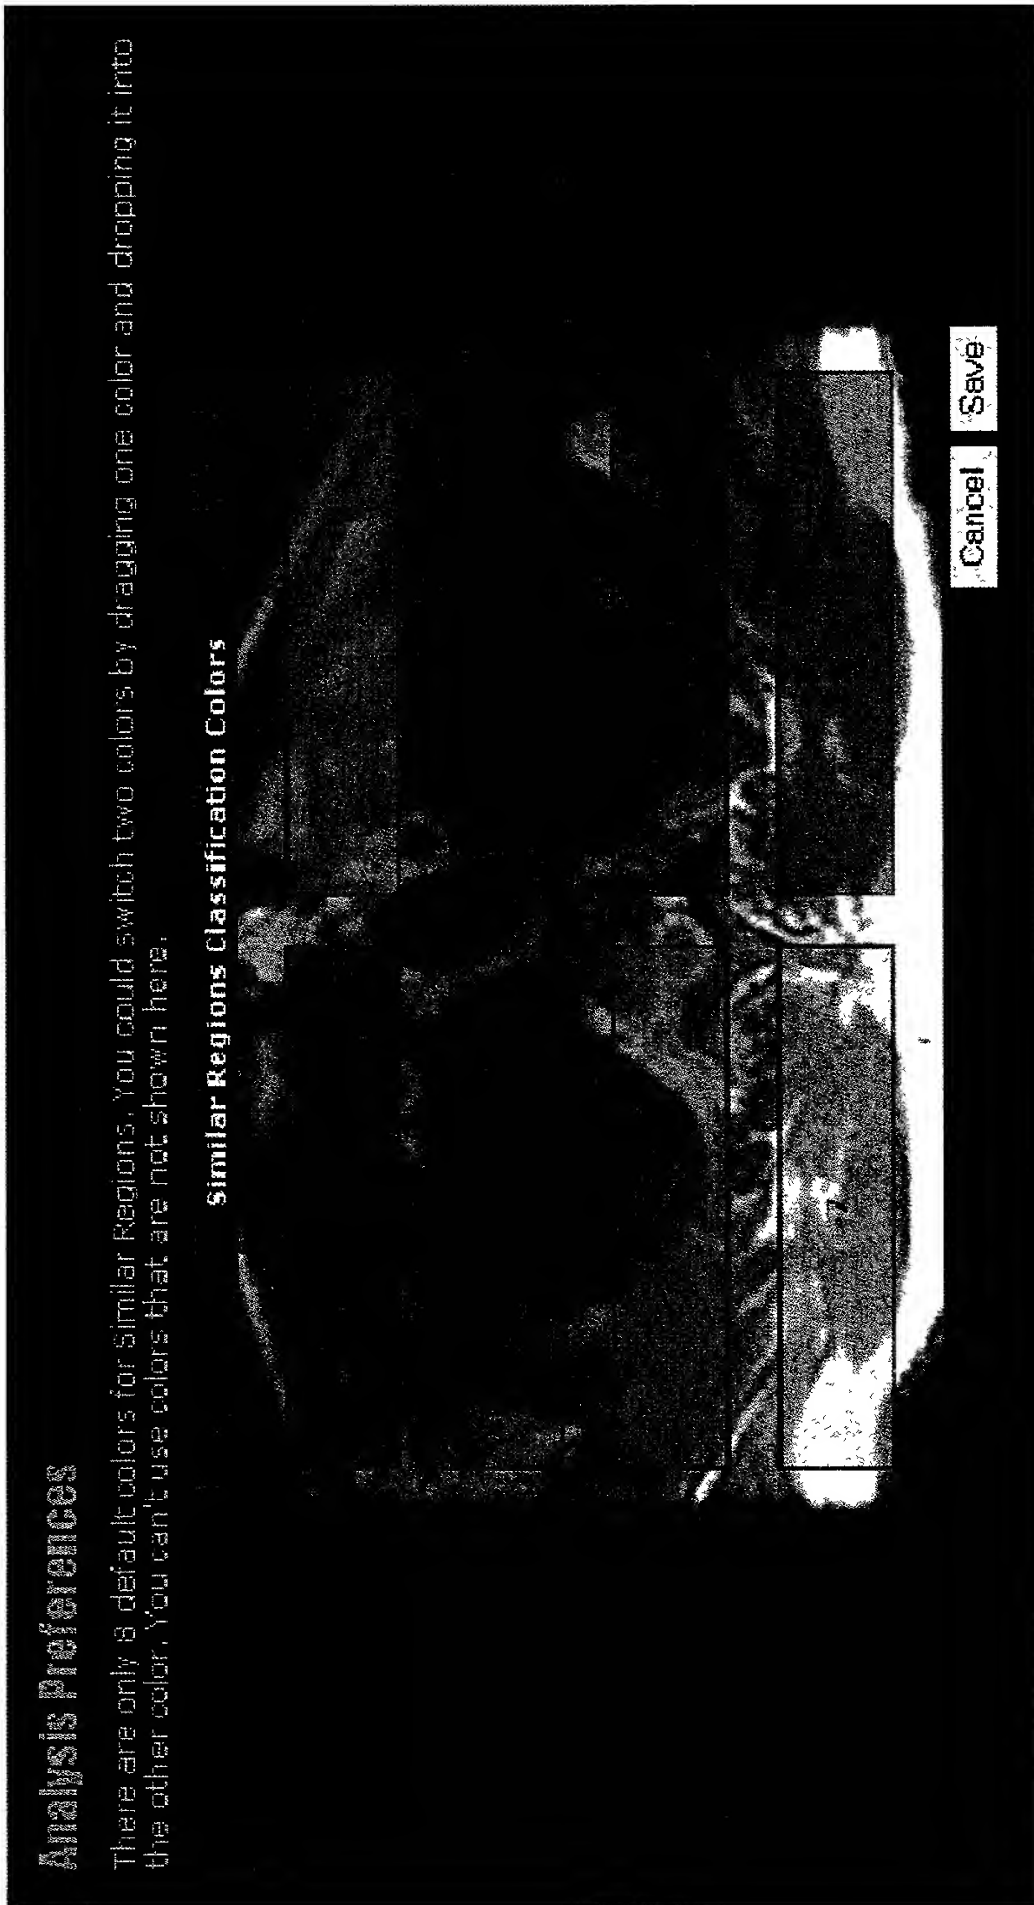 Analysis Preferences
There are only 8 default colors for Similar Regions. You could switch two colors by dragging one color and dropping it into
the other color. You can't use colors that are not shown here.
Similar Regions Classification Colors
Cancel Save